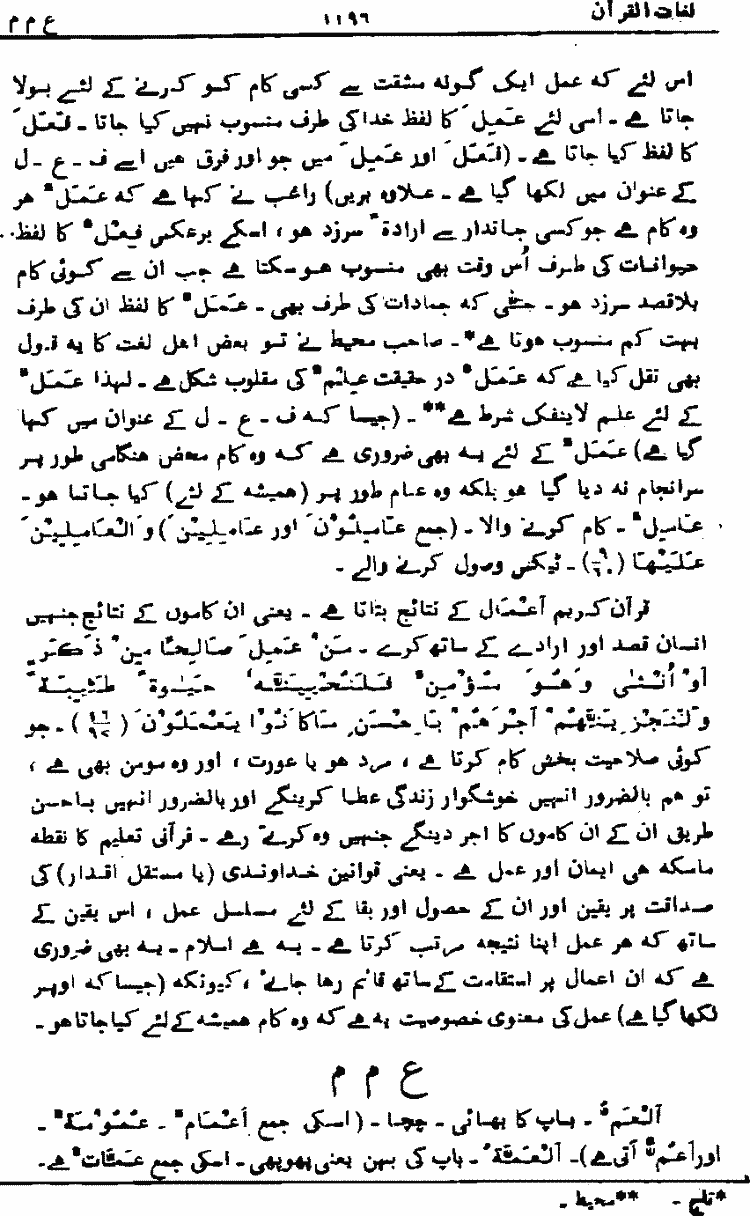 لغات القرآن ۱۱۹۶ ع م م
اس لئے کہ عمل ایک گونہ مشقت سے کسی کام کو کرنے کے لئے بولا
جاتا ہے ۔ اسی لئے عَمِلَ کا لفظ خدا کی طرف منسوب نہیں کیا جاتا ۔ فَعَلَ
کا لفظ کیا جاتا ہے ۔ (فَعَلَ اور عَمِلَ میں جو اور فرق ہیں اسے ف ۔ ع ۔ ل
کے عنوان میں لکھا گیا ہے ۔ علاوہ بریں) راغب نے کہا ہے کہ عَمَلٌ ہر
وہ کام ہے جو کسی جاندار سے ارادۃً سرزد ہو ، اسکے برعکس فِعْلٌ کا لفظ
حیوانات کی طرف اُس وقت بھی منسوب ہو سکتا ہے جب ان سے کوئی کام
بلاقصد سرزد ہو ۔ حتیٰ کہ جمادات کی طرف بھی ۔ عَمَلٌ کا لفظ ان کی طرف
بہت کم منسوب ہوتا ہے* ۔ صاحب محیط نے تو بعض اہل لغت کا یہ قول
بھی نقل کیا ہے کہ عَمَلٌ در حقیقت عِلْمٌ کی مقلوب شکل ہے ۔ لہذا عَمَلٌ
کے لئے علم لاینفک شرط ہے** ۔ (جیسا کہ ف ۔ ع ۔ ل کے عنوان میں کہا
گیا ہے) عَمَلٌ کے لئے یہ بھی ضروری ہے کہ وہ کام محض ہنگامی طور پر
سرانجام نہ دیا گیا ہو بلکہ وہ عام طور پر (ہمیشہ کے لئے) کیا جاتا ہو ۔
عَامِلٌ ۔ کام کرنے والا ۔ (جمع عَامِلُوْنَ اور عَامِلِیْنَ) وَالْعَامِلِیْنَ
عَلَیْہَا (۹/۶۰) ۔ ٹیکس وصول کرنے والے ۔
قرآن کریم اَعْمَال کے نتائج بتاتا ہے ۔ یعنی ان کاموں کے نتائج جنہیں
انسان قصد اور ارادے کے ساتھ کرے ۔ مَنْ عَمِلَ صَالِحًا مِنْ ذَکَرٍ
اَوْ اُنْثٰی وَ ھُوَ مُؤْمِنٌ فَلَنُحْیِیَنَّہٗ حَیٰوۃً طَیِّبَۃً
وَلَنَجْزِیَنَّھُمْ اَجْرَھُمْ بِاَحْسَنِ مَا کَانُوْا یَعْمَلُوْنَ (۱۶/۹۷) ۔ جو
کوئی صلاحیت بخش کام کرتا ہے ، مرد ہو یا عورت ، اور وہ مومن بھی ہے ،
تو ہم بالضرور انہیں خوشگوار زندگی عطا کرینگے اور بالضرور انہیں باحسن
طریق ان کے ان کاموں کا اجر دینگے جنہیں وہ کرتے رہے ۔ قرآنی تعلیم کا نقطہ
ماسکہ ہی ایمان اور عمل ہے ۔ یعنی قوانین خداوندی (یا مستقل اقدار) کی
صداقت پر یقین اور ان کے حصول اور بقا کے لئے مسلسل عمل ، اس یقین کے
ساتھ کہ ہر عمل اپنا نتیجہ مرتب کرتا ہے ۔ یہ ہے اسلام ۔ یہ بھی ضروری
ہے کہ ان اعمال پر استقامت کے ساتھ قائم رہا جائے ، کیونکہ (جیسا کہ اوپر
لکھا گیا ہے) عمل کی معنوی خصوصیت یہ ہے کہ وہ کام ہمیشہ کے لئے کیا جاتا ہو ۔
ع م م
اَلْعَمُّ ۔ باپ کا بھائی ۔ چچا ۔ (اسکی جمع اَعْمَامٌ ۔ عُمُوْمَۃٌ ۔
اور اَعُمٌّ آتی ہے) ۔ اَلْعَمَّۃُ ۔ باپ کی بہن یعنی پھوپھی ۔ اسکی جمع عَمَّاتٌ ہے ۔
*تاج ۔ **محیط ۔